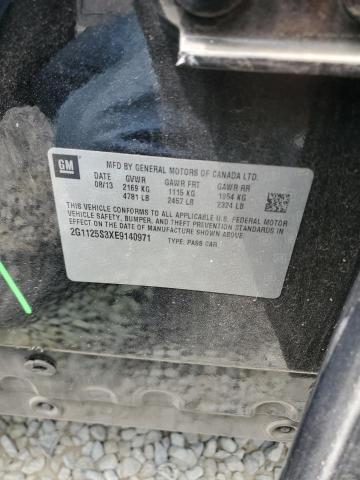 GM
MFD BY GENERAL MOTORS OF CANADA LTD.
DATE GVWR GAWR FRT GAWR RR
08/13 2169 KG 1115 KG 1054 KG
4781 LB 2457 LB 2324 LB
THIS VEHICLE CONFORMS TO ALL APPLICABLE U.S. FEDERAL MOTOR
VEHICLE SAFETY, BUMPER, AND THEFT PREVENTION STANDARDS IN
EFFECT ON THE DATE OF MANUFACTURE SHOWN ABOVE.
2G1125S3XE9140971 TYPE: PASS CAR